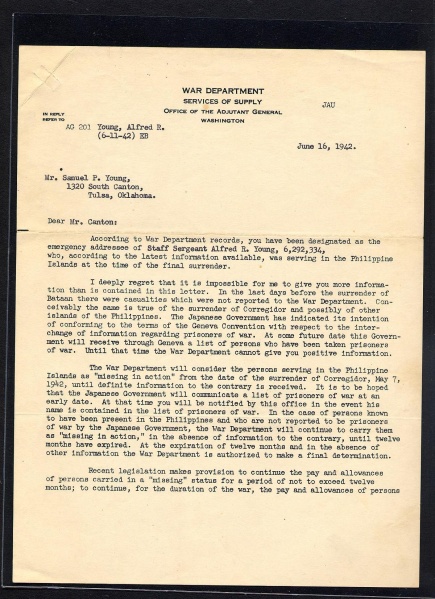 WAR DEPARTMENT
SERVICES OF SUPPLY
OFFICE OF THE ADJUTANT GENERAL
WASHINGTON
JAU
IN REPLY
REFER TO
AG 201 Young, Alfred R.
(6-11-42) EB
June 16, 1942.
Mr. Samuel P. Young,
1320 South Canton,
Tulsa, Oklahoma.
Dear Mr. Canton:
According to War Department records, you have been designated as the
emergency addressee of Staff Sergeant Alfred R. Young, 6,292,334,
who, according to the latest information available, was serving in the Philippine
Islands at the time of the final surrender.
I deeply regret that it is impossible for me to give you more informa-
tion than is contained in this letter. In the last days before the surrender of
Bataan there were casualties which were not reported to the War Department. Con-
ceivably the same is true of the surrender of Corregidor and possibly of other
islands of the Philippines. The Japanese Government has indicated its intention
of conforming to the terms of the Geneva Convention with respect to the inter-
change of information regarding prisoners of war. At some future date this Govern-
ment will receive through Geneva a list of persons who have been taken prisoners
of war. Until that time the War Department cannot give you positive information.
The War Department will consider the persons serving in the Philippine
Islands as "missing in action" from the date of the surrender of Corregidor, May 7,
1942, until definite information to the contrary is received. It is to be hoped
that the Japanese Government will communicate a list of prisoners of war at an
early date. At that time you will be notified by this office in the event his
name is contained in the list of prisoners of war. In the case of persons known
to have been present in the Philippines and who are not reported to be prisoners
of war by the Japanese Government, the War Department will continue to carry them
as "missing in action," in the absence of information to the contrary, until twelve
months have expired. At the expiration of twelve months and in the absence of
other information the War Department is authorized to make a final determination.
Recent legislation makes provision to continue the pay and allowances
of persons carried in a "missing" status for a period of not to exceed twelve
months; to continue, for the duration of the war, the pay and allowances of persons